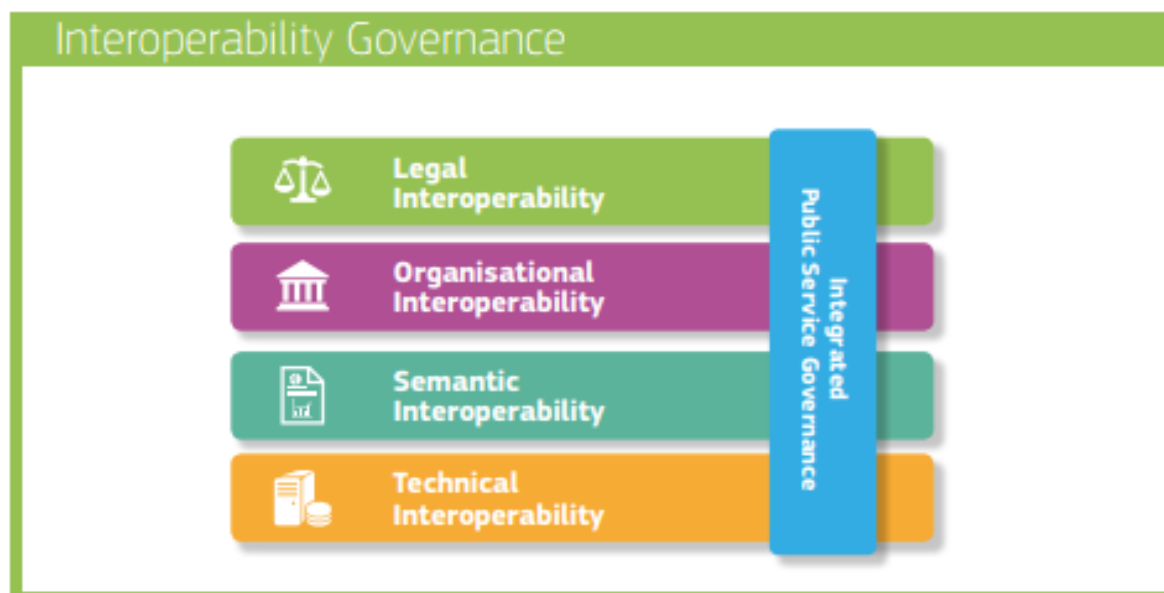 Interoperability Governance
Legal
Interoperability
Organisational
Interoperability
Semantic
Interoperability
Technical
Interoperability
Integrated
Public Service Governance